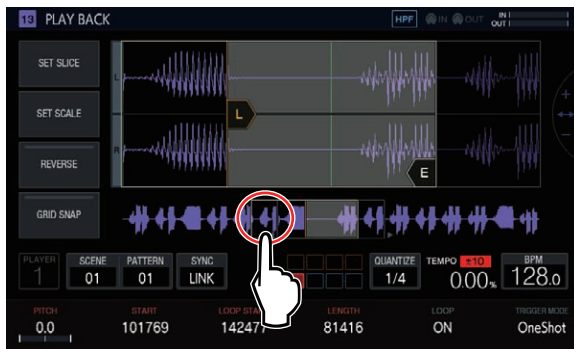 13 PLAY BACK HPF IN OUT IN OUT
SET SLICE
SET SCALE
REVERSE
GRID SNAP
L
R
L
E
PLAYER 1
SCENE 01
PATTERN 01
SYNC LINK
QUANTIZE 1/4
TEMPO ±10 0.00%
BPM 128.0
PITCH 0.0
START 101769
LOOP 142477
LENGTH 81416
LOOP ON
TRIGGER MODE OneShot